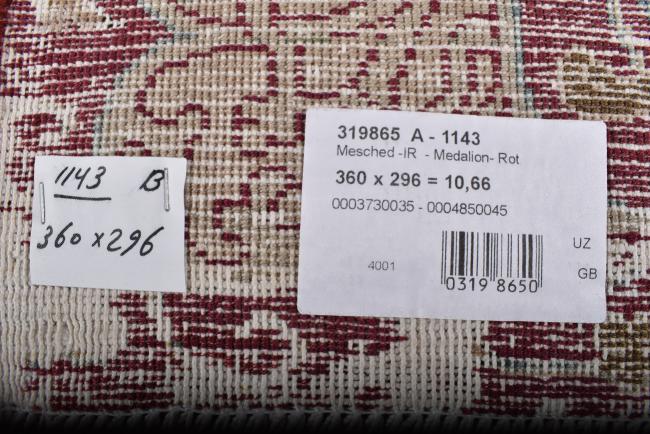 1143 B
360 x 296
319865 A - 1143
Mesched -IR - Medalion- Rot
360 x 296 = 10,66
0003730035 - 0004850045
UZ
4001
0319 8650
GB